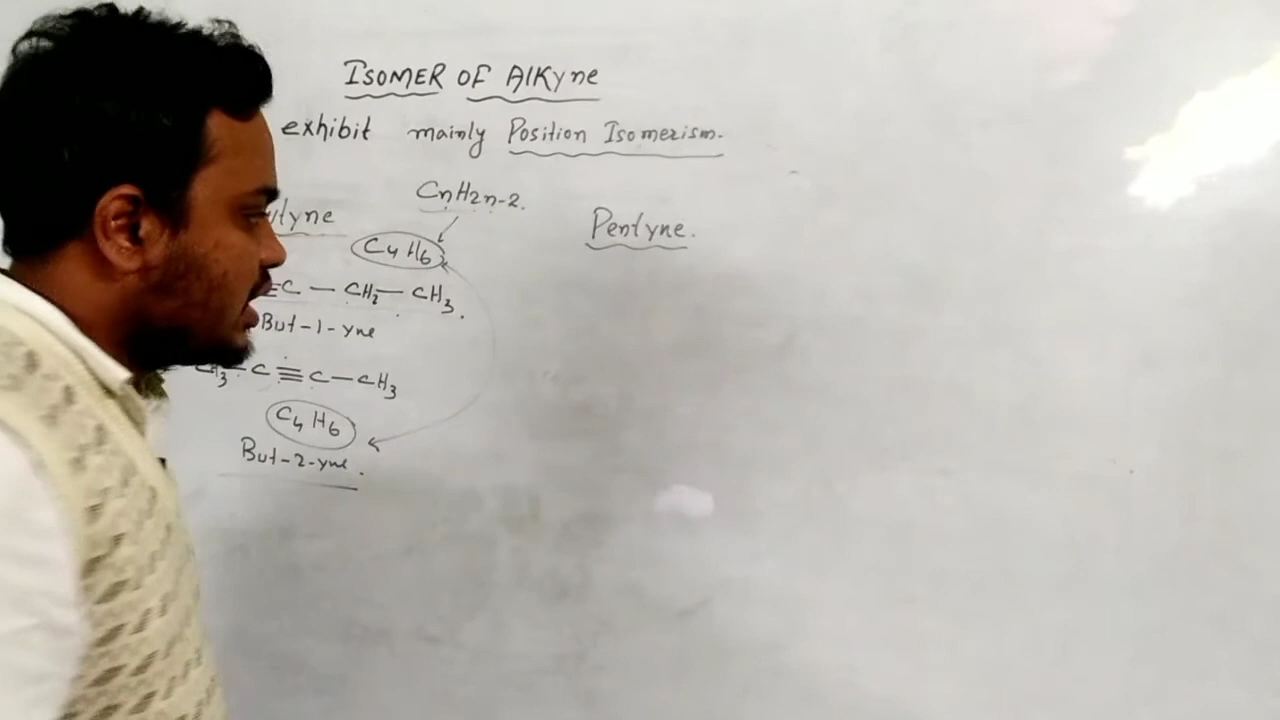 ISOMER OF AlKyne
exhibit mainly Position Isomerism.
CnH2n-2.
Pentyne.
C4H6
≡C — CH2 — CH3.
But-1-yne
CH3 — C ≡ C — CH3
C4H6
But-2-yne.